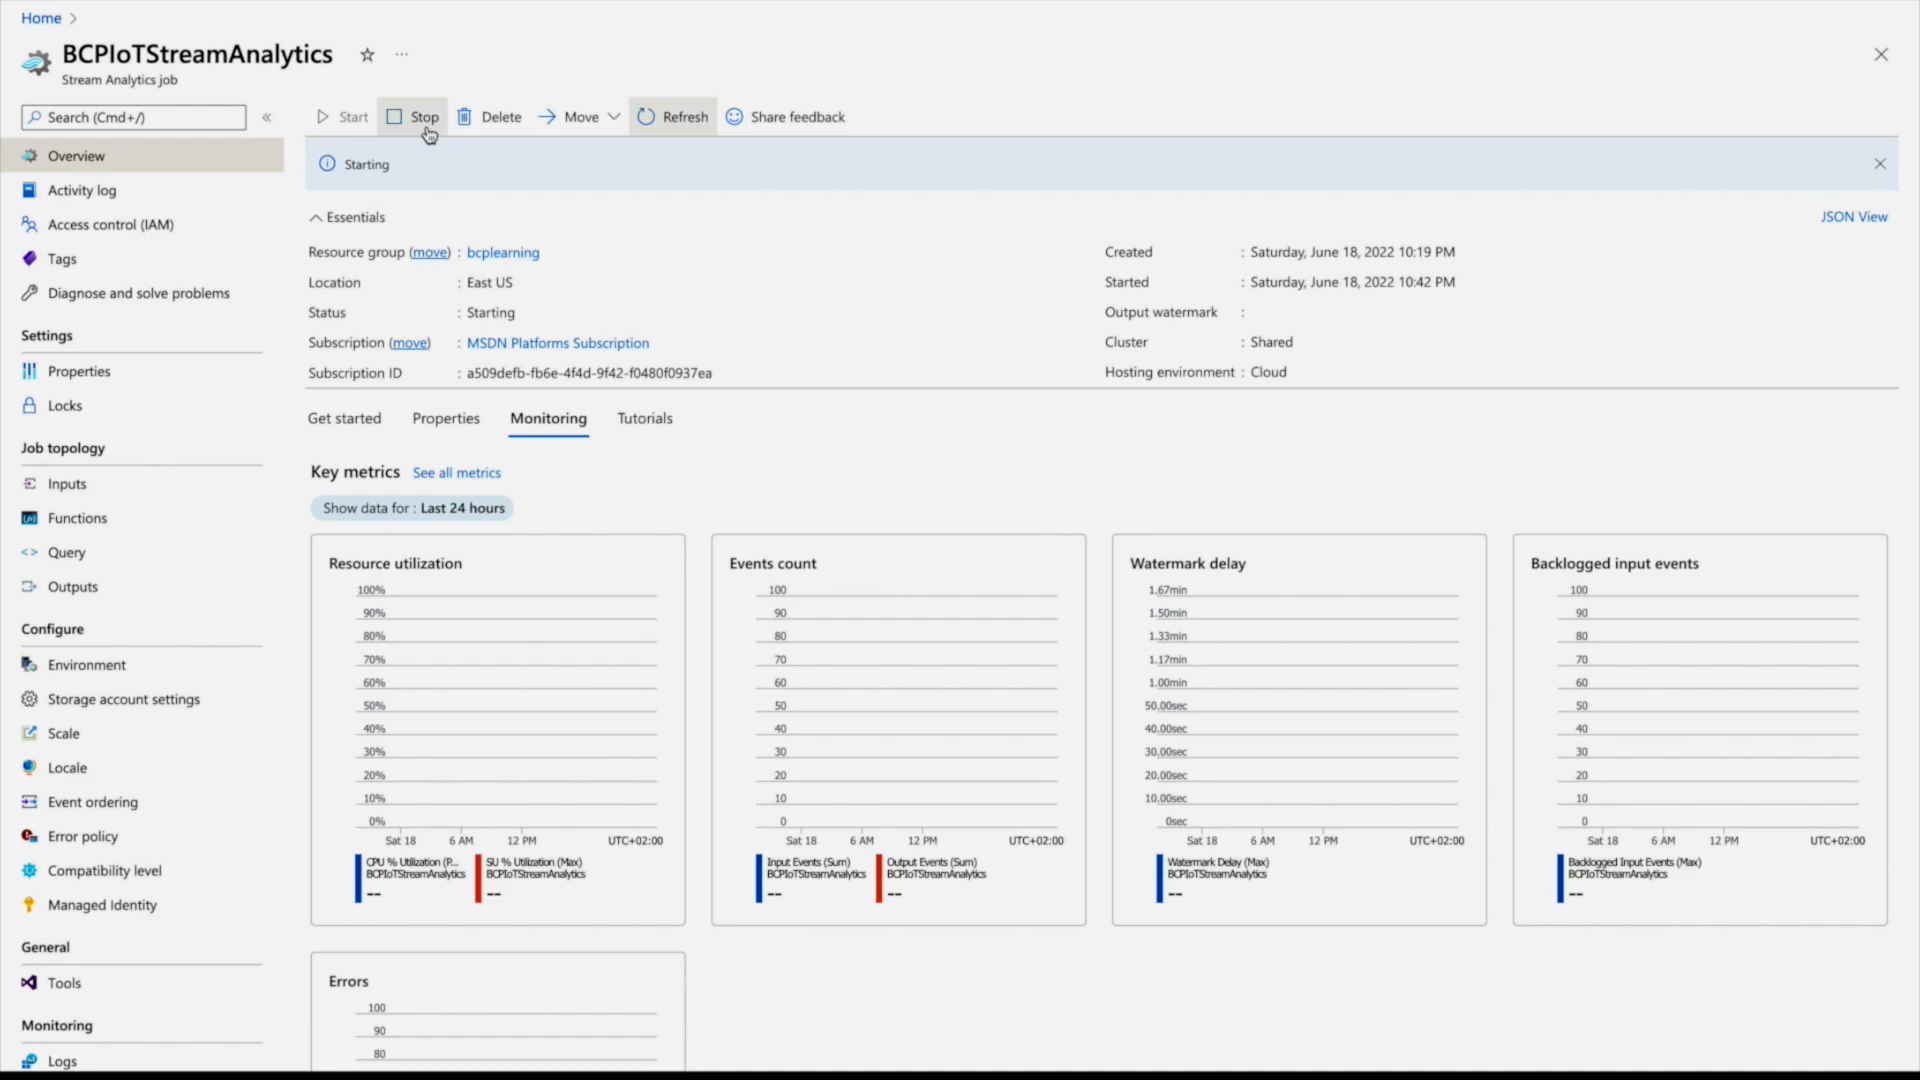 Home
BCPIoTStreamAnalytics
Stream Analytics job
Search (Cmd+/)
Start Stop Delete Move Refresh Share feedback
Starting
Overview
Activity log
Access control (IAM)
Tags
Diagnose and solve problems
Settings
Properties
Locks
Job topology
Inputs
Functions
Query
Outputs
Configure
Environment
Storage account settings
Scale
Locale
Event ordering
Error policy
Compatibility level
Managed Identity
General
Tools
Monitoring
Logs
Essentials
JSON View
Resource group (move) : bcplearning
Location : East US
Status : Starting
Subscription (move) : MSDN Platforms Subscription
Subscription ID : a509defb-fb6e-4f4d-9f42-f0480f0937ea
Created : Saturday, June 18, 2022 10:19 PM
Started : Saturday, June 18, 2022 10:42 PM
Output watermark :
Cluster : Shared
Hosting environment : Cloud
Get started Properties Monitoring Tutorials
Key metrics See all metrics
Show data for : Last 24 hours
Resource utilization
100%
90%
80%
70%
60%
50%
40%
30%
20%
10%
0%
Sat 18 6 AM 12 PM UTC+02:00
CPU % Utilization (P... SU % Utilization (Max)
BCPIoTStreamAnalytics BCPIoTStreamAnalytics
-- --
Events count
100
90
80
70
60
50
40
30
20
10
0
Sat 18 6 AM 12 PM UTC+02:00
Input Events (Sum) Output Events (Sum)
BCPIoTStreamAnalytics BCPIoTStreamAnalytics
-- --
Watermark delay
1.67min
1.50min
1.33min
1.17min
1.00min
50.00sec
40.00sec
30.00sec
20.00sec
10.00sec
0sec
Sat 18 6 AM 12 PM UTC+02:00
Watermark Delay (Max)
BCPIoTStreamAnalytics
--
Backlogged input events
100
90
80
70
60
50
40
30
20
10
0
Sat 18 6 AM 12 PM UTC+02:00
Backlogged Input Events (Max)
BCPIoTStreamAnalytics
--
Errors
100
90
80